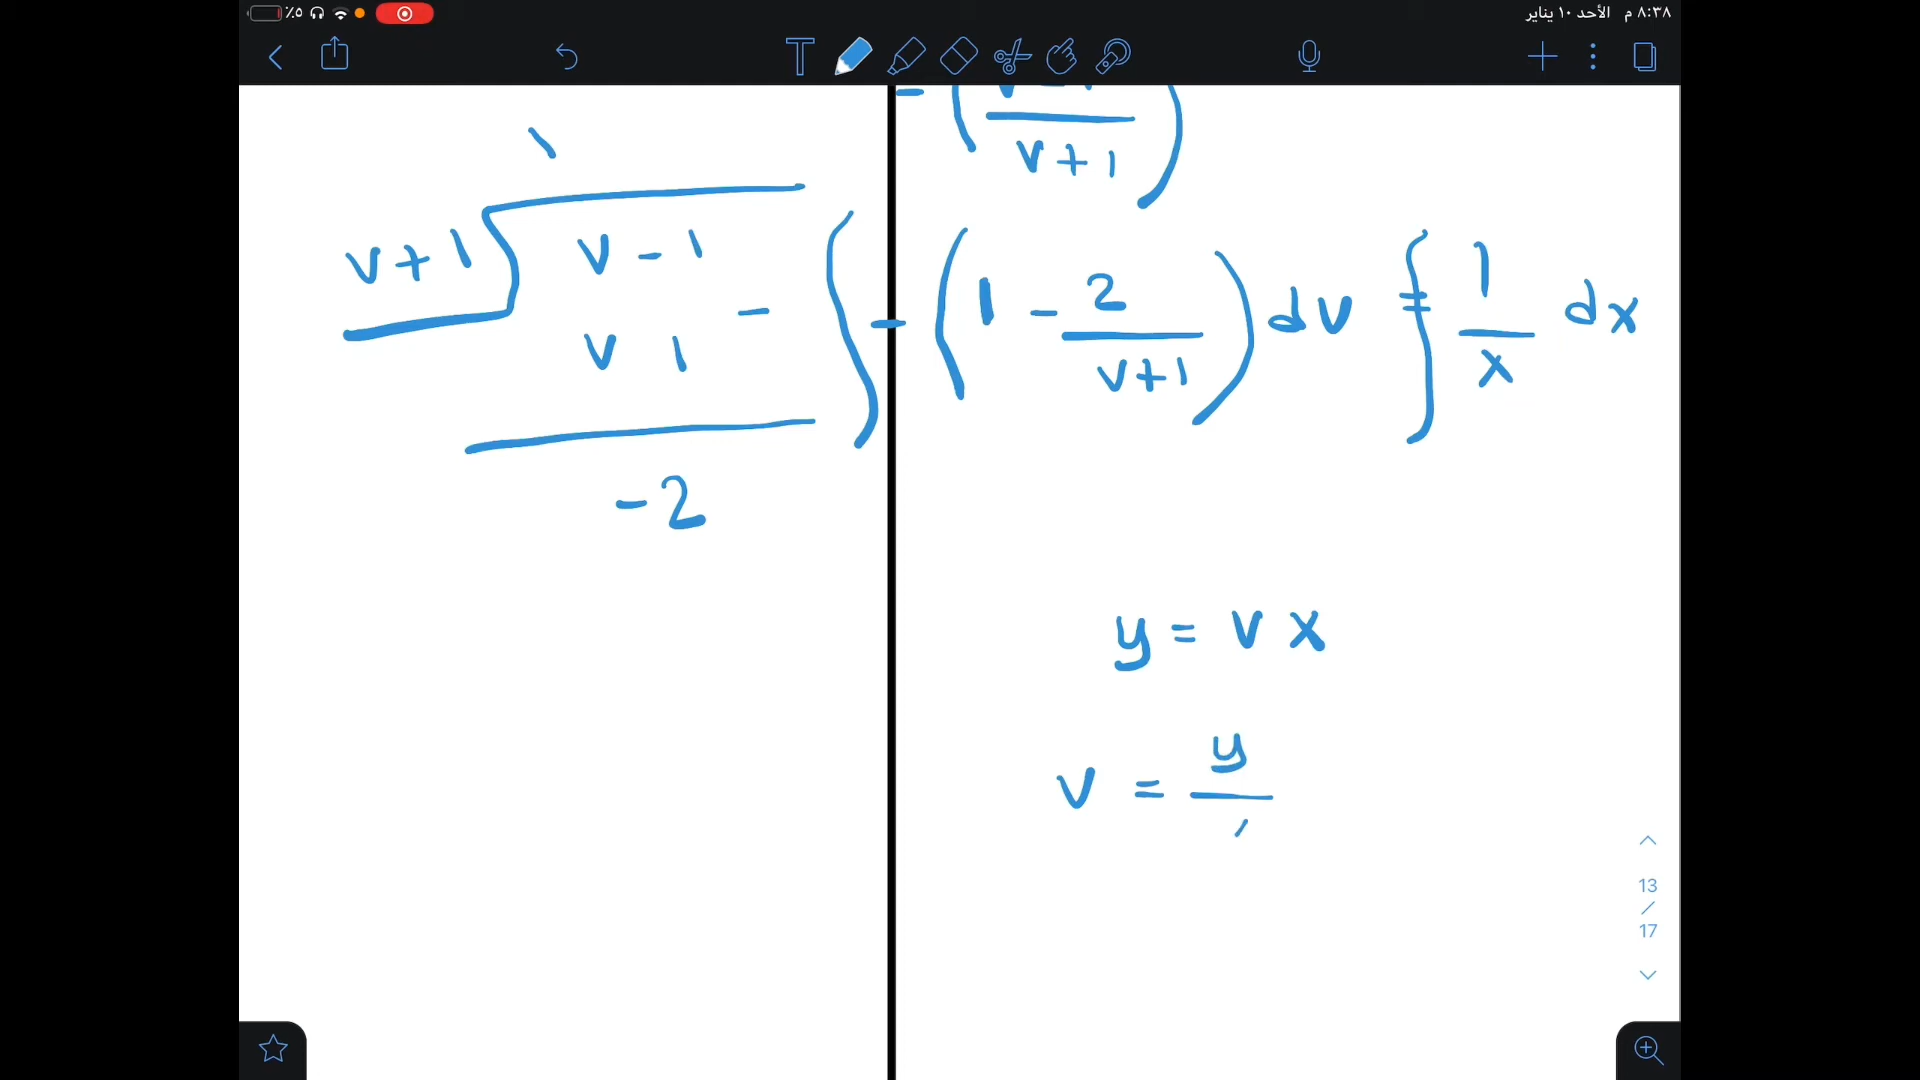 ٪٥
٨:٣٨ م الأحد ١٠ يناير
T
1
v+1 v - 1
v 1 -
-2
- (v-1/v+1)
∫ - (1 - 2/v+1) dv = ∫ 1/x dx
y = v x
v = y/
13
/
17